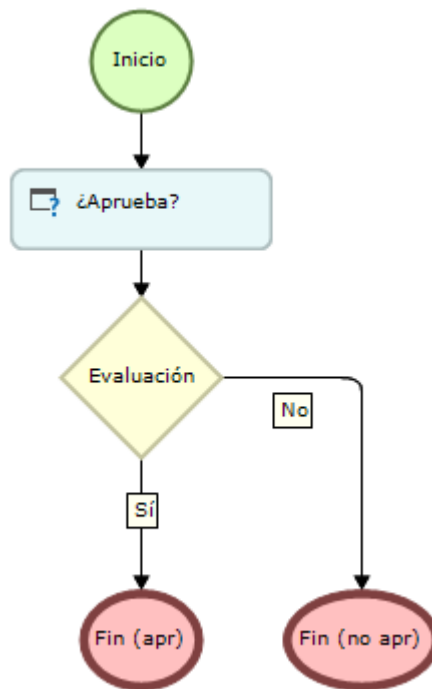 Inicio
¿Aprueba?
Evaluación
No
Sí
Fin (apr)
Fin (no apr)